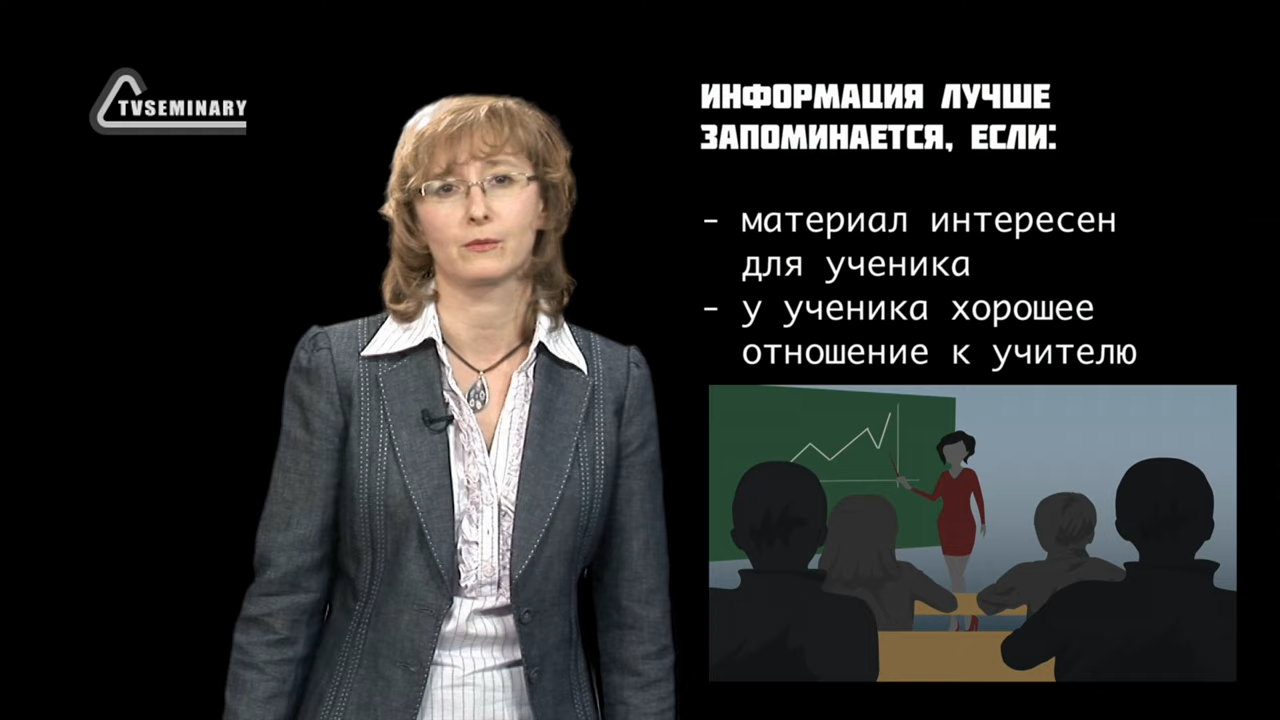 TVSEMINARY
ИНФОРМАЦИЯ ЛУЧШЕ
ЗАПОМИНАЕТСЯ, ЕСЛИ:
- материал интересен
для ученика
- у ученика хорошее
отношение к учителю